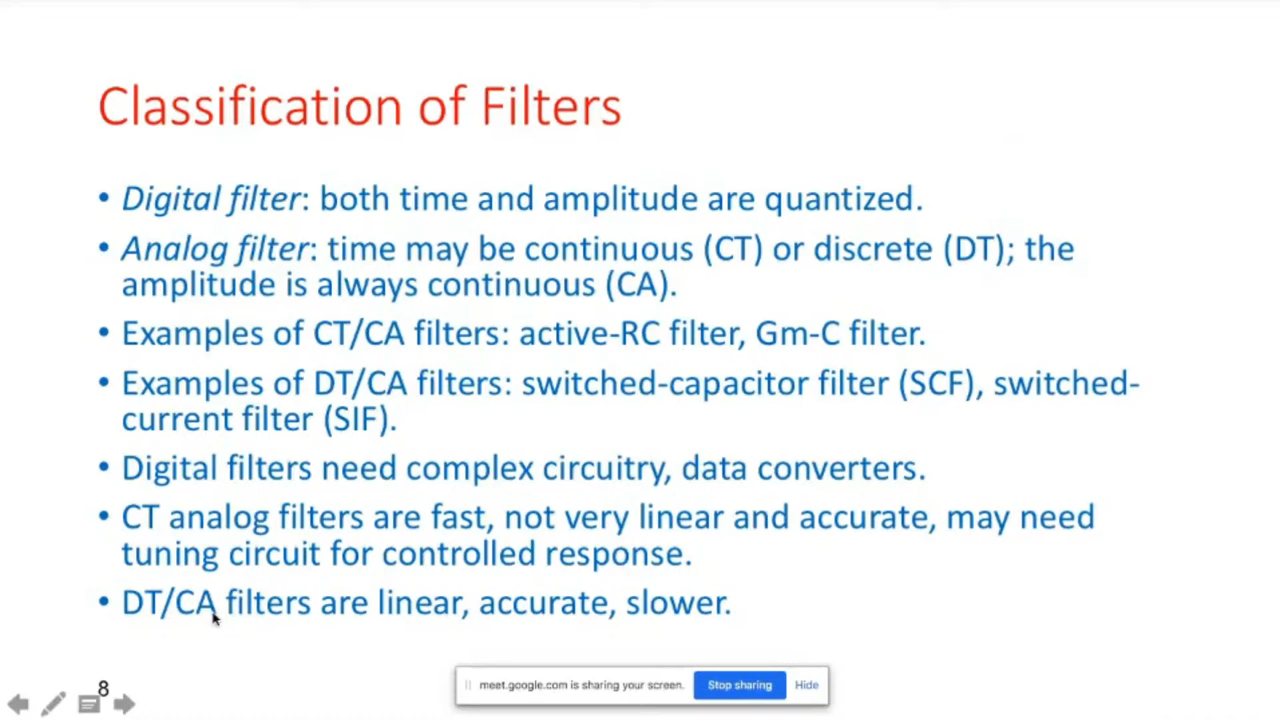 Classification of Filters
• Digital filter: both time and amplitude are quantized.
• Analog filter: time may be continuous (CT) or discrete (DT); the
amplitude is always continuous (CA).
• Examples of CT/CA filters: active-RC filter, Gm-C filter.
• Examples of DT/CA filters: switched-capacitor filter (SCF), switched-
current filter (SIF).
• Digital filters need complex circuitry, data converters.
• CT analog filters are fast, not very linear and accurate, may need
tuning circuit for controlled response.
• DT/CA filters are linear, accurate, slower.
8
meet.google.com is sharing your screen. Stop sharing Hide